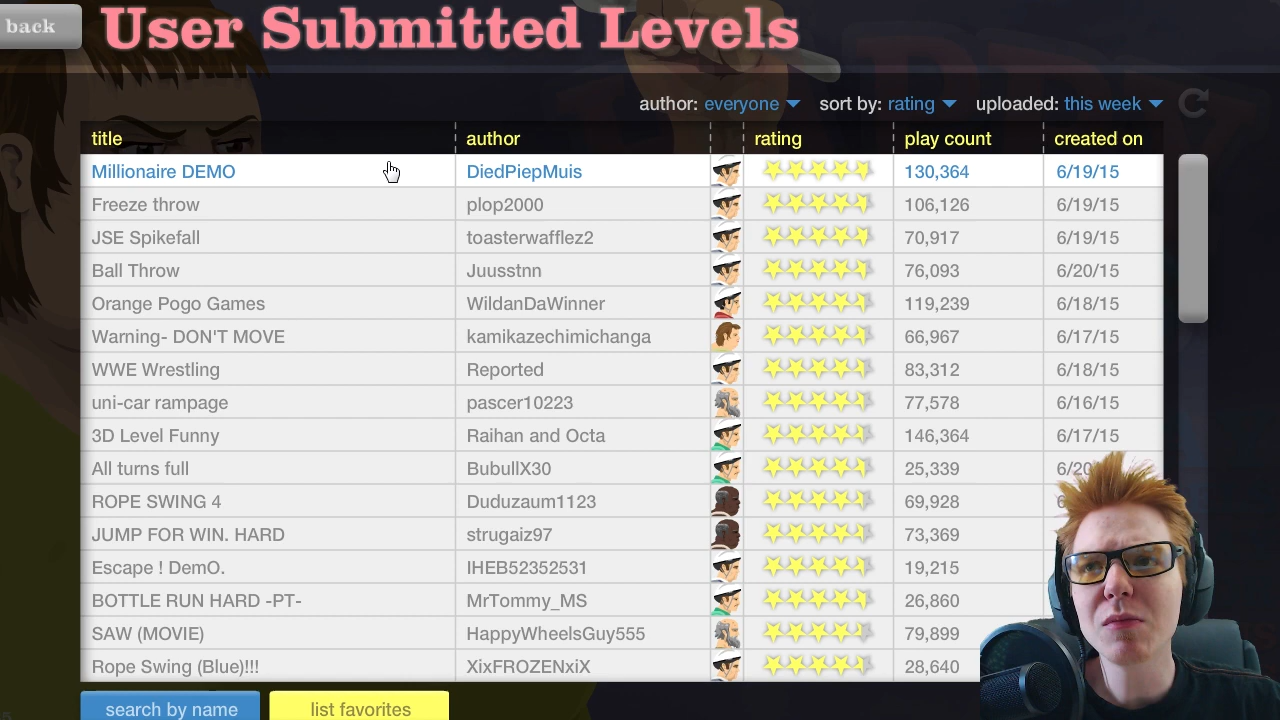 back
User Submitted Levels
author: everyone sort by: rating uploaded: this week
title author rating play count created on
Millionaire DEMO DiedPiepMuis 130,364 6/19/15
Freeze throw plop2000 106,126 6/19/15
JSE Spikefall toasterwafflez2 70,917 6/19/15
Ball Throw Juusstnn 76,093 6/20/15
Orange Pogo Games WildanDaWinner 119,239 6/18/15
Warning- DON'T MOVE kamikazechimichanga 66,967 6/17/15
WWE Wrestling Reported 83,312 6/18/15
uni-car rampage pascer10223 77,578 6/16/15
3D Level Funny Raihan and Octa 146,364 6/17/15
All turns full BubullX30 25,339
ROPE SWING 4 Duduzaum1123 69,928
JUMP FOR WIN. HARD strugaiz97 73,369
Escape ! DemO. IHEB52352531 19,215
BOTTLE RUN HARD -PT- MrTommy_MS 26,860
SAW (MOVIE) HappyWheelsGuy555 79,899
Rope Swing (Blue)!!! XixFROZENxiX 28,640
search by name list favorites